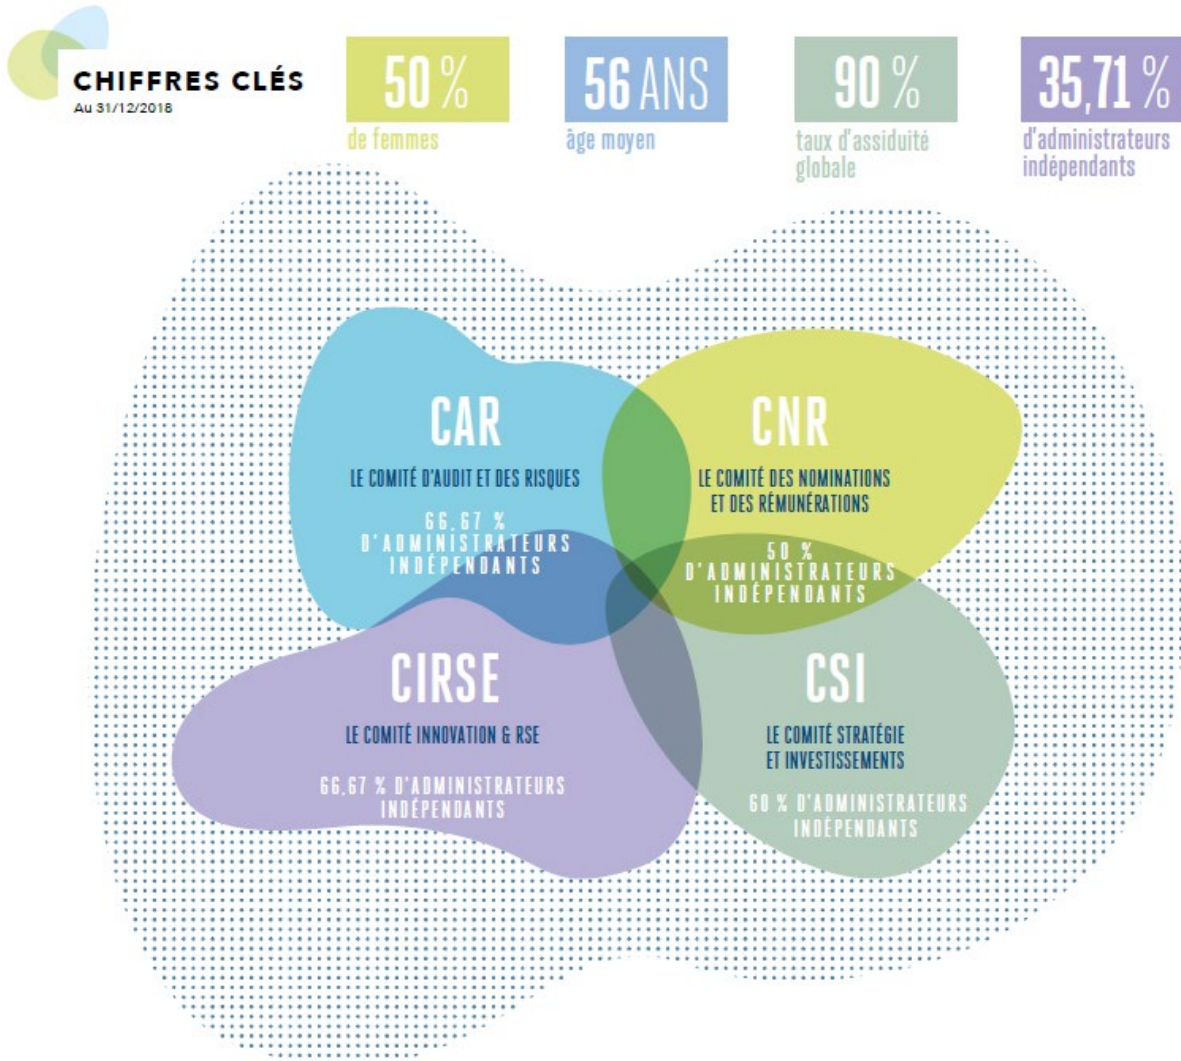 CHIFFRES CLÉS
Au 31/12/2018
50 %
de femmes
56 ANS
âge moyen
90 %
taux d'assiduité
globale
35,71 %
d'administrateurs
indépendants
CAR
LE COMITÉ D'AUDIT ET DES RISQUES
66,67 %
D'ADMINISTRATEURS
INDÉPENDANTS
CNR
LE COMITÉ DES NOMINATIONS
ET DES RÉMUNÉRATIONS
50 %
D'ADMINISTRATEURS
INDÉPENDANTS
CIRSE
LE COMITÉ INNOVATION & RSE
66,67 % D'ADMINISTRATEURS
INDÉPENDANTS
CSI
LE COMITÉ STRATÉGIE
ET INVESTISSEMENTS
60 % D'ADMINISTRATEURS
INDÉPENDANTS